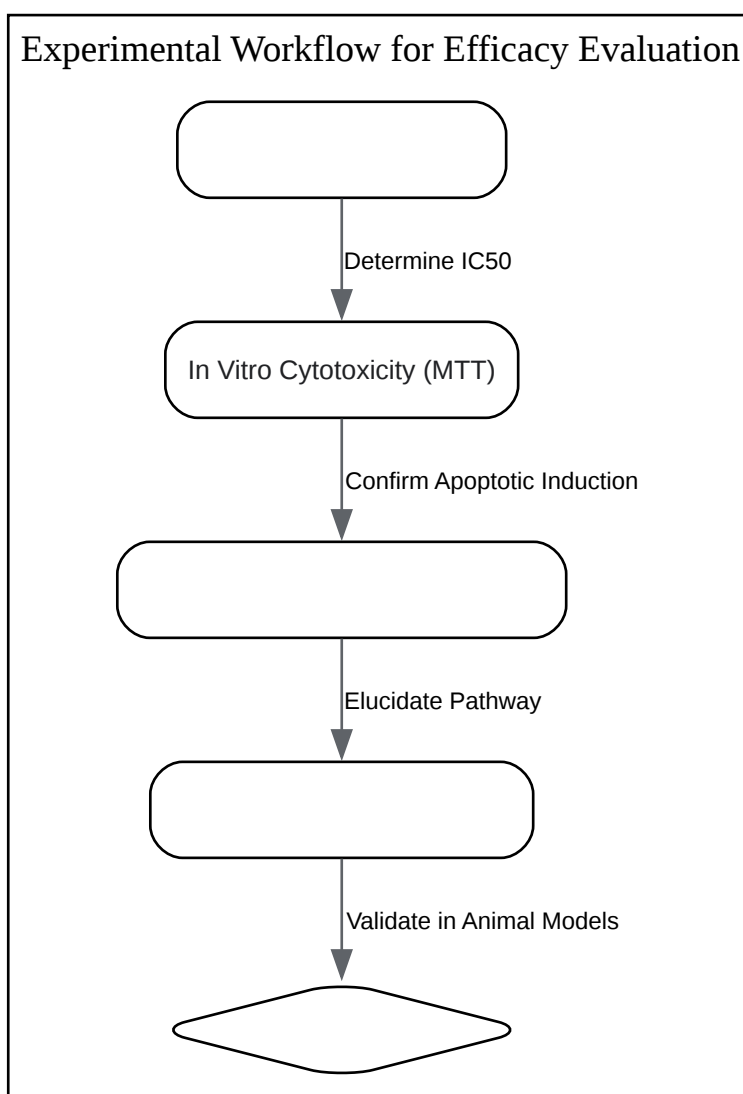 Experimental Workflow for Efficacy Evaluation
Determine IC50
In Vitro Cytotoxicity (MTT)
Confirm Apoptotic Induction
Elucidate Pathway
Validate in Animal Models